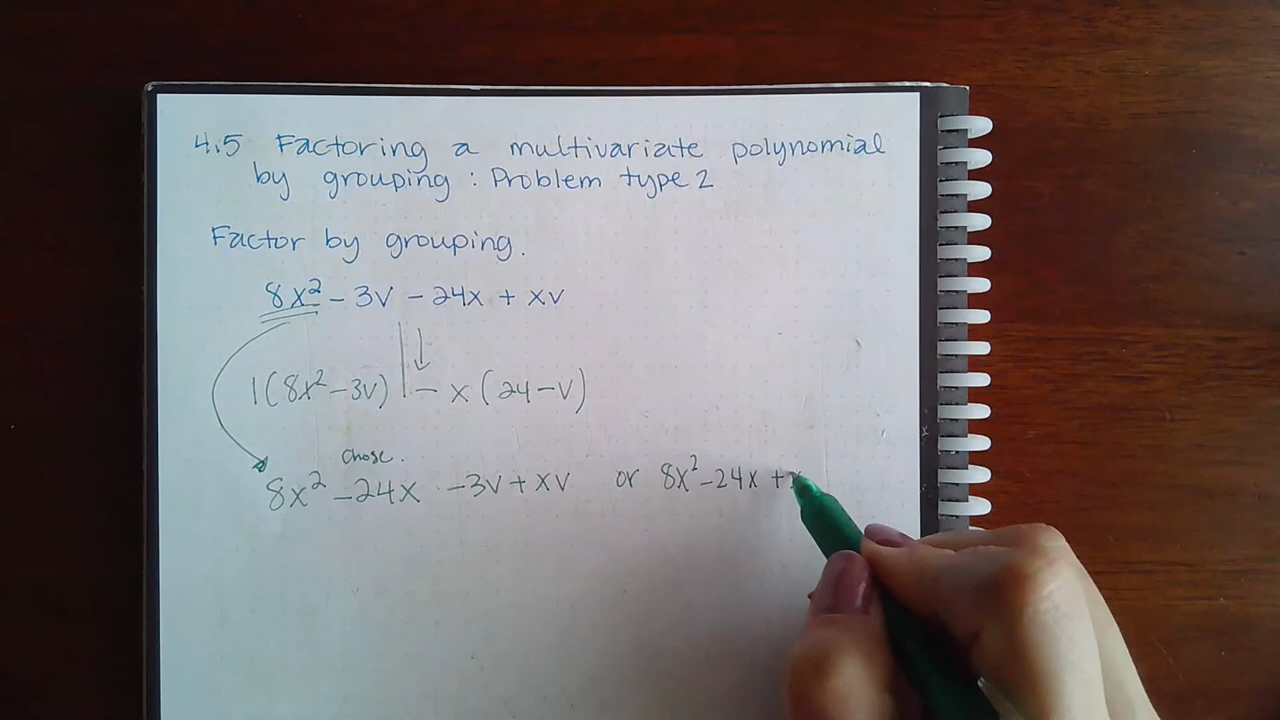 4.5 Factoring a multivariate polynomial
by grouping : Problem type 2
Factor by grouping.
8x² - 3v - 24x + xv
1(8x² - 3v) | - x(24 - v)
chose.
8x² - 24x - 3v + xv or 8x² - 24x +